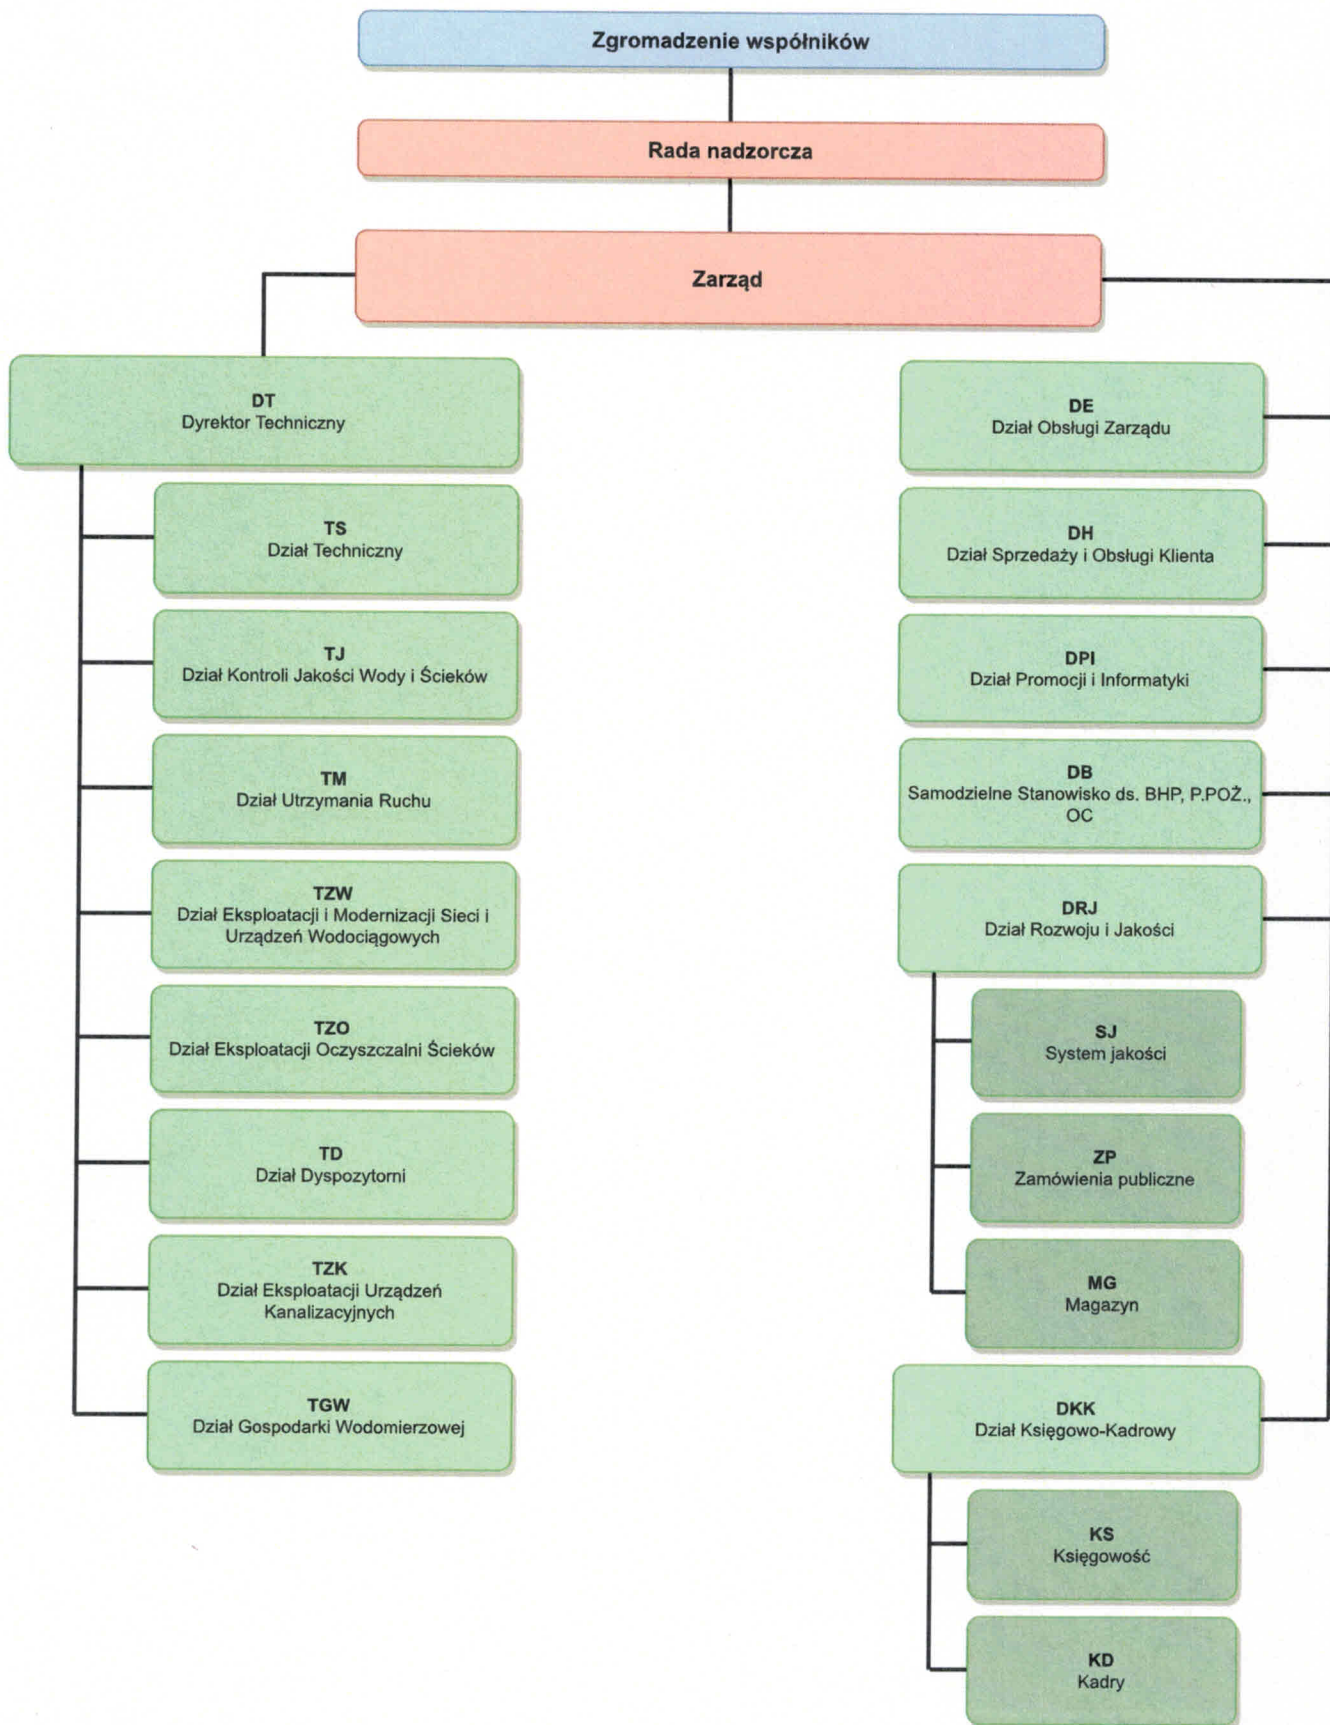 Zgromadzenie wspólników
Rada nadzorcza
Zarząd
DT
Dyrektor Techniczny
TS
Dział Techniczny
TJ
Dział Kontroli Jakości Wody i Ścieków
TM
Dział Utrzymania Ruchu
TZW
Dział Eksploatacji i Modernizacji Sieci i
Urządzeń Wodociągowych
TZO
Dział Eksploatacji Oczyszczalni Ścieków
TD
Dział Dyspozytorni
TZK
Dział Eksploatacji Urządzeń
Kanalizacyjnych
TGW
Dział Gospodarki Wodomierzowej
DE
Dział Obsługi Zarządu
DH
Dział Sprzedaży i Obsługi Klienta
DPI
Dział Promocji i Informatyki
DB
Samodzielne Stanowisko ds. BHP, P.POŻ.,
OC
DRJ
Dział Rozwoju i Jakości
SJ
System jakości
ZP
Zamówienia publiczne
MG
Magazyn
DKK
Dział Księgowo-Kadrowy
KS
Księgowość
KD
Kadry